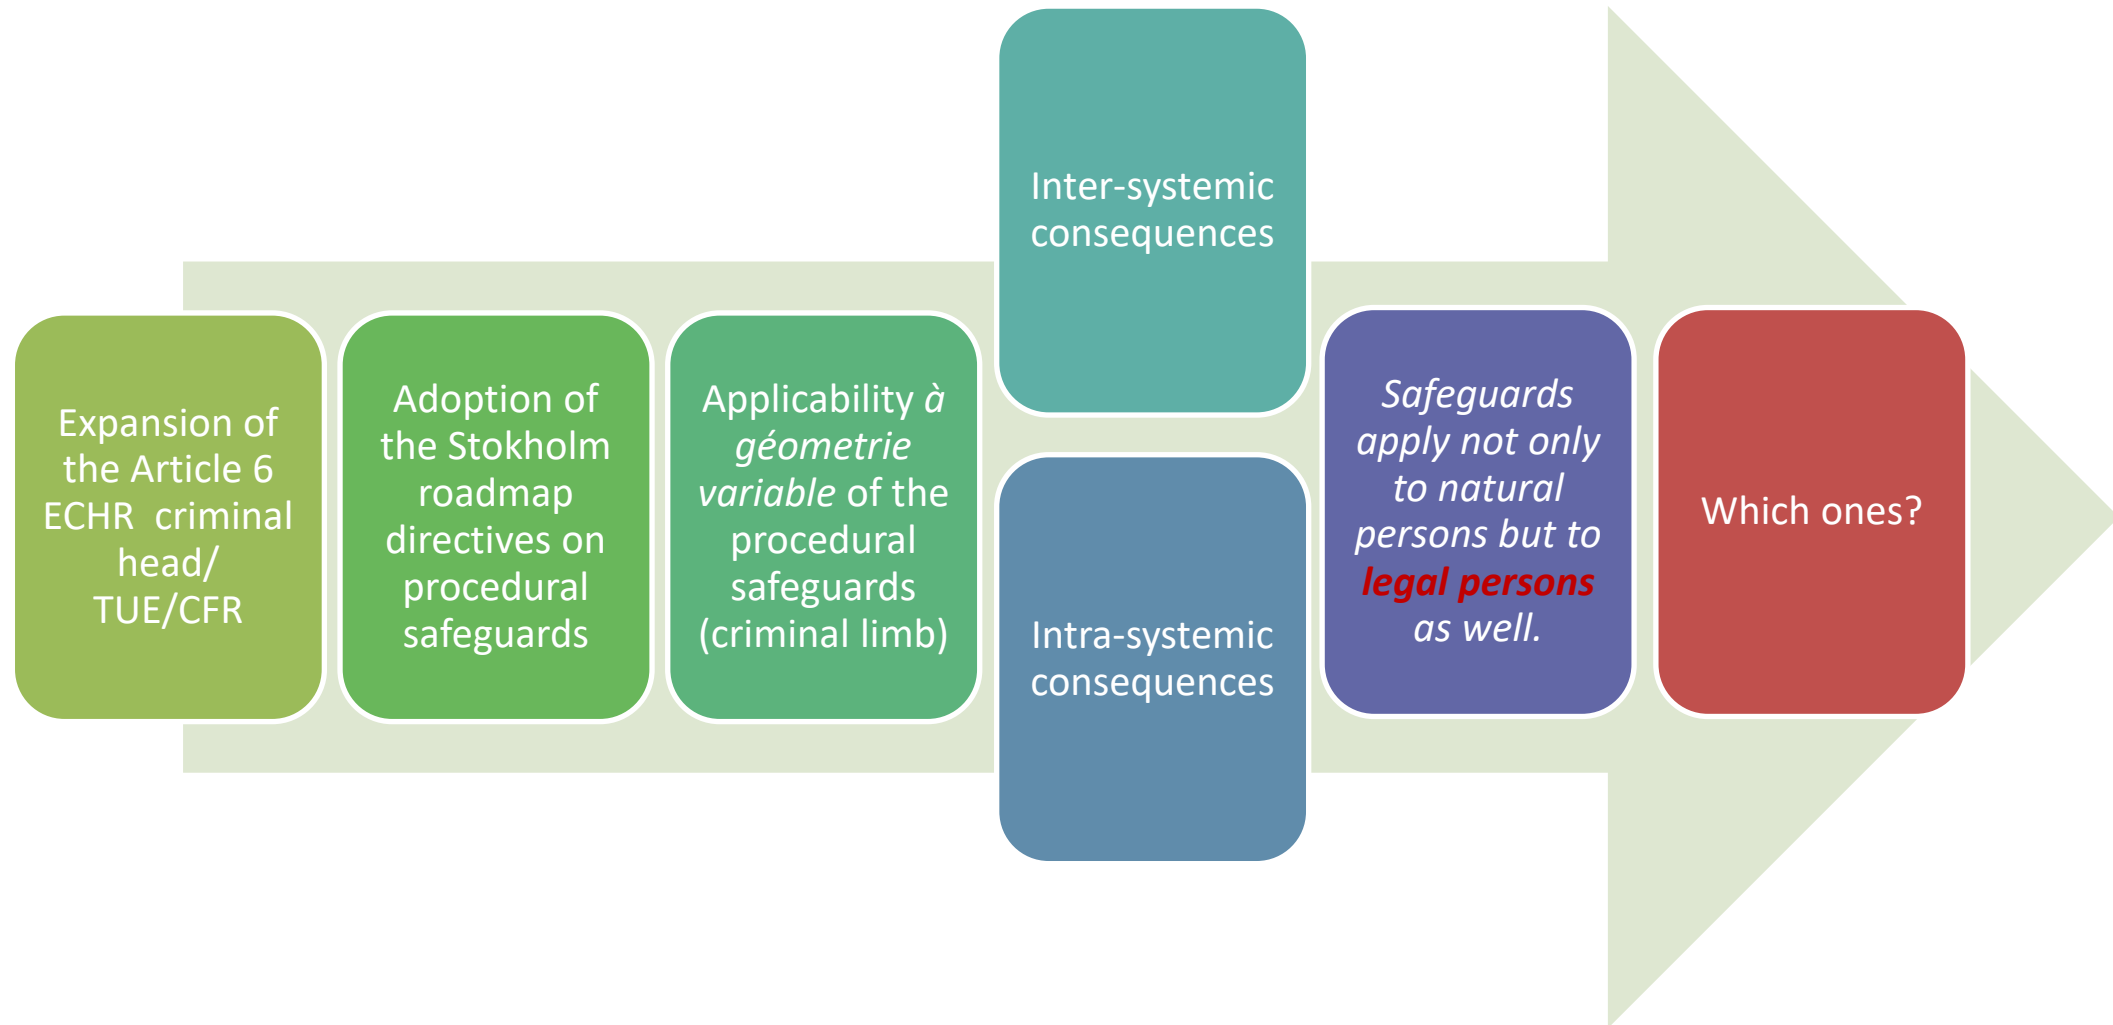 Expansion of
the Article 6
ECHR criminal
head/
TUE/CFR
Adoption of
the Stokholm
roadmap
directives on
procedural
safeguards
Applicability à
géometrie
variable of the
procedural
safeguards
(criminal limb)
Inter-systemic
consequences
Intra-systemic
consequences
Safeguards
apply not only
to natural
persons but to
legal persons
as well.
Which ones?